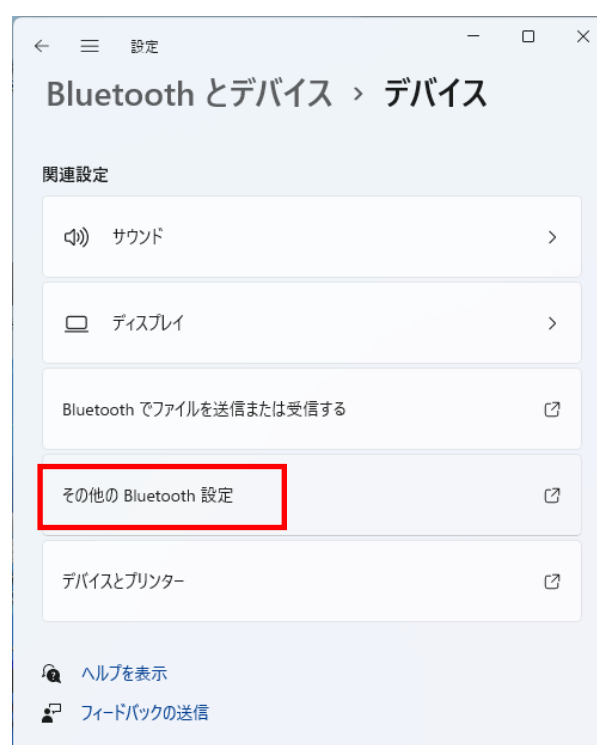 設定
Bluetooth とデバイス › デバイス
関連設定
サウンド
ディスプレイ
Bluetooth でファイルを送信または受信する
その他の Bluetooth 設定
デバイスとプリンター
ヘルプを表示
フィードバックの送信